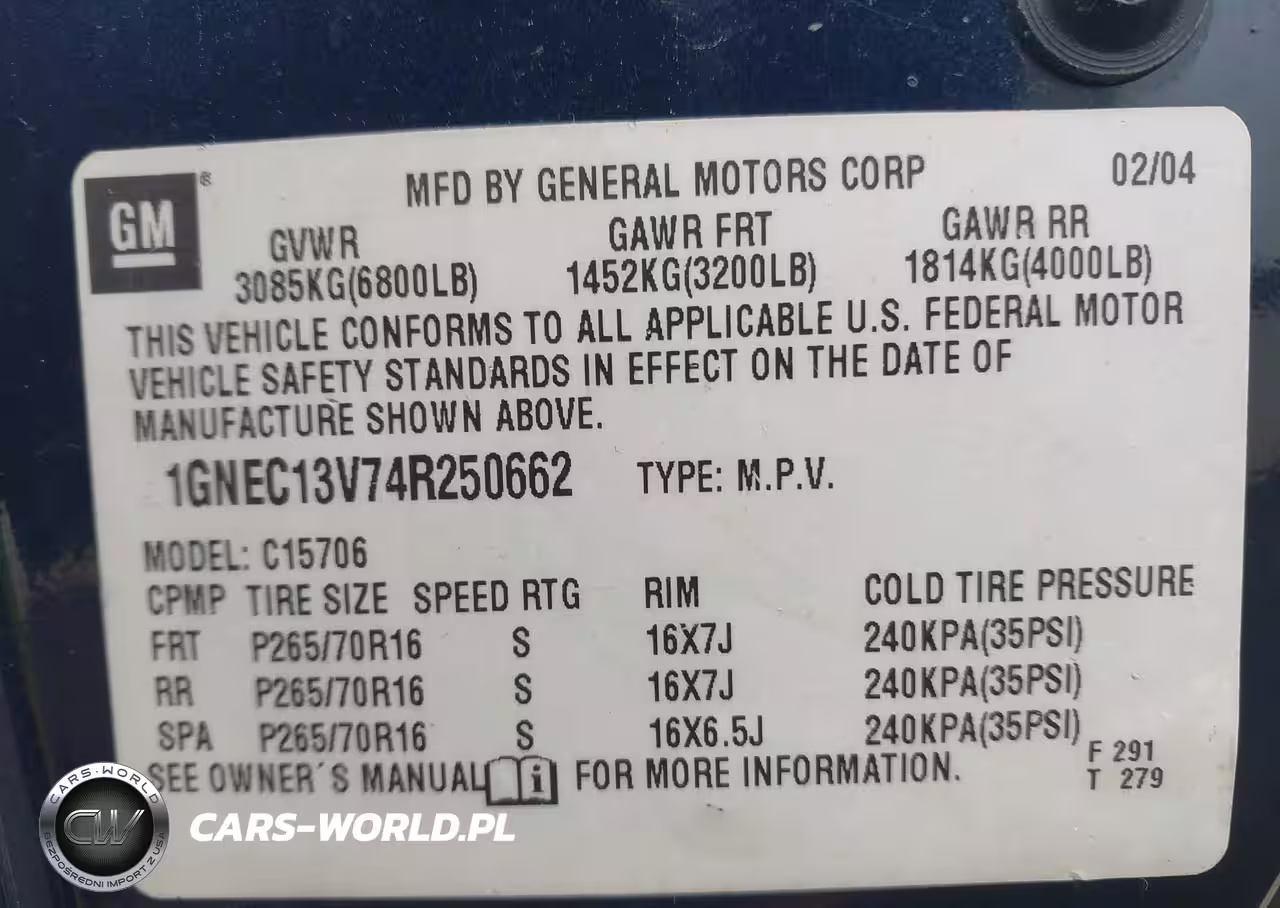 GM ®
MFD BY GENERAL MOTORS CORP 02/04
GVWR GAWR FRT GAWR RR
3085KG(6800LB) 1452KG(3200LB) 1814KG(4000LB)
THIS VEHICLE CONFORMS TO ALL APPLICABLE U.S. FEDERAL MOTOR
VEHICLE SAFETY STANDARDS IN EFFECT ON THE DATE OF
MANUFACTURE SHOWN ABOVE.
1GNEC13V74R250662 TYPE: M.P.V.
MODEL: C15706
CPMP TIRE SIZE SPEED RTG RIM COLD TIRE PRESSURE
FRT P265/70R16 S 16X7J 240KPA(35PSI)
RR P265/70R16 S 16X7J 240KPA(35PSI)
SPA P265/70R16 S 16X6.5J 240KPA(35PSI)
SEE OWNER´S MANUAL i FOR MORE INFORMATION.
F 291
T 279
CARS-WORLD
CW
BEZPOŚREDNI IMPORT Z USA
CARS-WORLD.PL